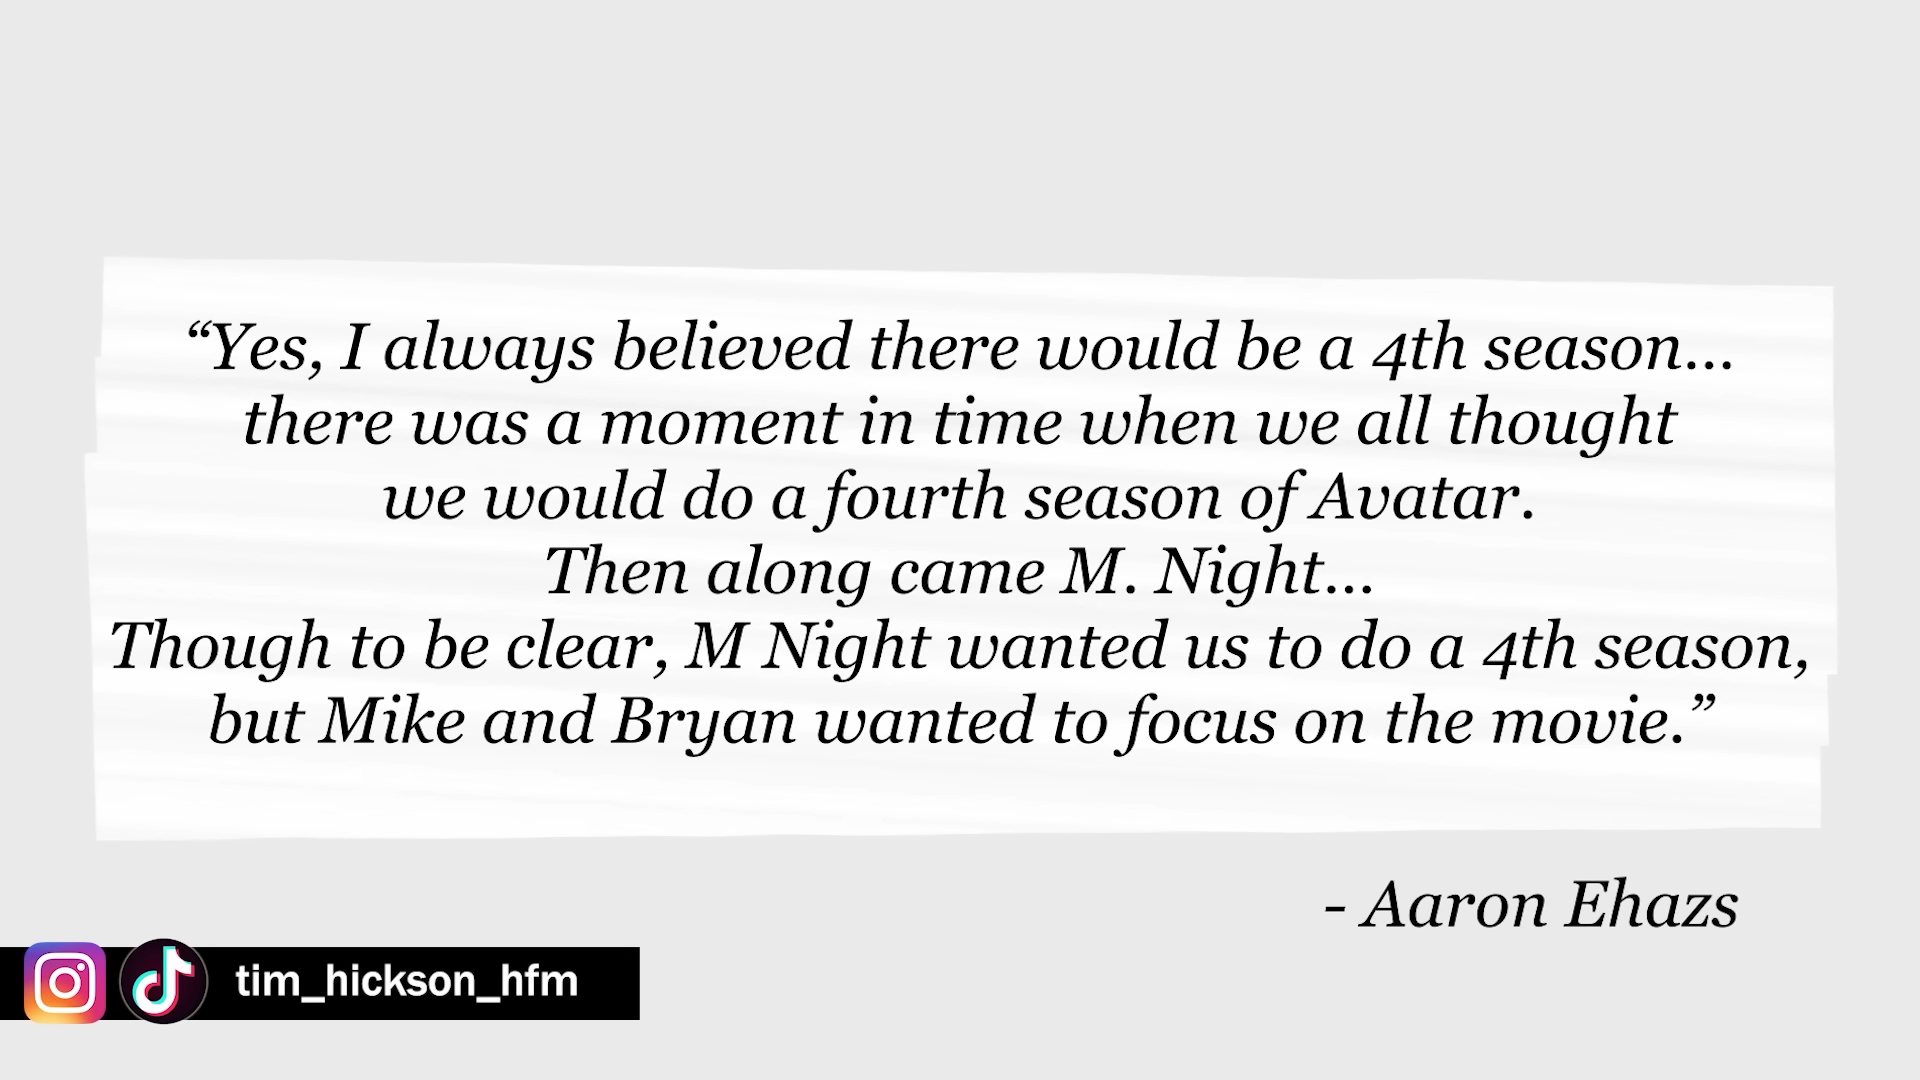 “Yes, I always believed there would be a 4th season...
there was a moment in time when we all thought
we would do a fourth season of Avatar.
Then along came M. Night...
Though to be clear, M Night wanted us to do a 4th season,
but Mike and Bryan wanted to focus on the movie.”
- Aaron Ehazs
tim_hickson_hfm